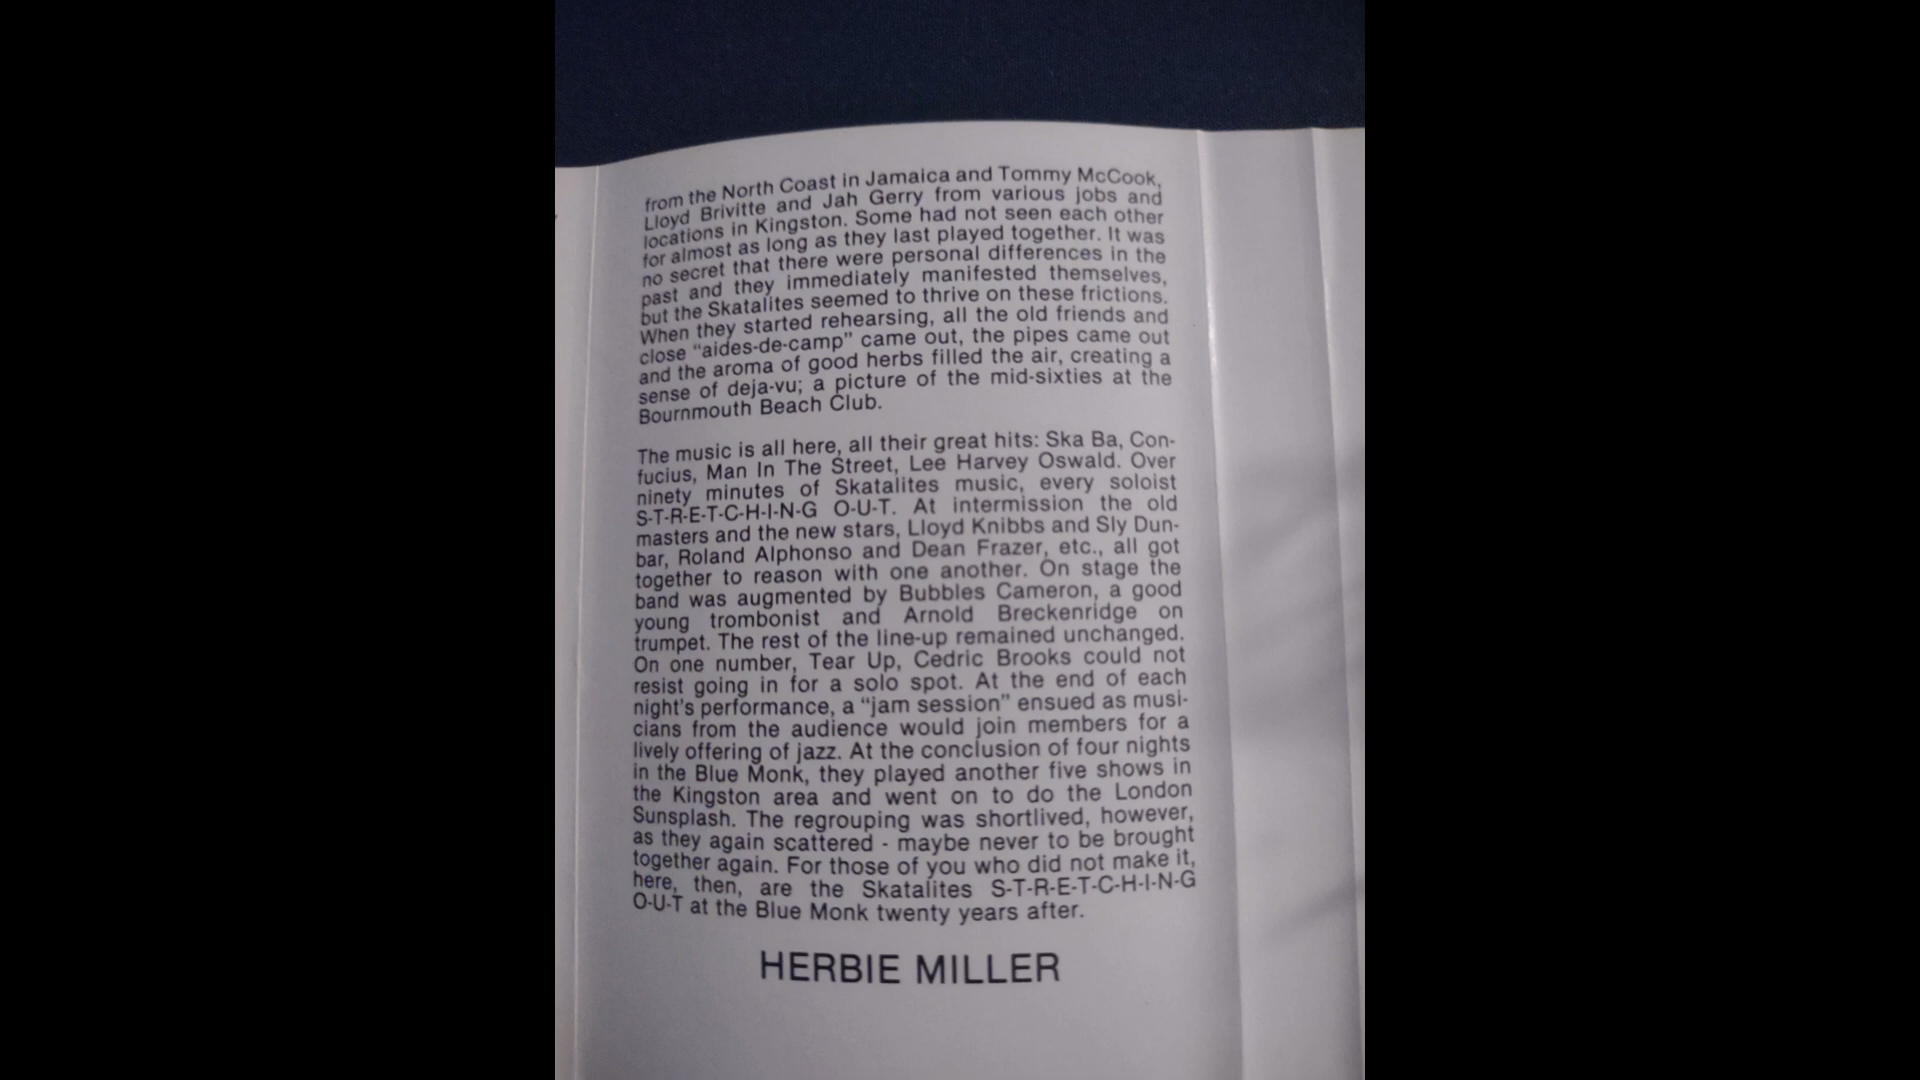 from the North Coast in Jamaica and Tommy McCook,
Lloyd Brivitte and Jah Gerry from various jobs and
locations in Kingston. Some had not seen each other
for almost as long as they last played together. It was
no secret that there were personal differences in the
past and they immediately manifested themselves,
but the Skatalites seemed to thrive on these frictions.
When they started rehearsing, all the old friends and
close "aides-de-camp" came out, the pipes came out
and the aroma of good herbs filled the air, creating a
sense of deja-vu; a picture of the mid-sixties at the
Bournmouth Beach Club.
The music is all here, all their great hits: Ska Ba, Con-
fucius, Man In The Street, Lee Harvey Oswald. Over
ninety minutes of Skatalites music, every soloist
S-T-R-E-T-C-H-I-N-G O-U-T. At intermission the old
masters and the new stars, Lloyd Knibbs and Sly Dun-
bar, Roland Alphonso and Dean Frazer, etc., all got
together to reason with one another. On stage the
band was augmented by Bubbles Cameron, a good
young trombonist and Arnold Breckenridge on
trumpet. The rest of the line-up remained unchanged.
On one number, Tear Up, Cedric Brooks could not
resist going in for a solo spot. At the end of each
night's performance, a "jam session" ensued as musi-
cians from the audience would join members for a
lively offering of jazz. At the conclusion of four nights
in the Blue Monk, they played another five shows in
the Kingston area and went on to do the London
Sunsplash. The regrouping was shortlived, however,
as they again scattered - maybe never to be brought
together again. For those of you who did not make it,
here, then, are the Skatalites S-T-R-E-T-C-H-I-N-G
O-U-T at the Blue Monk twenty years after.
HERBIE MILLER